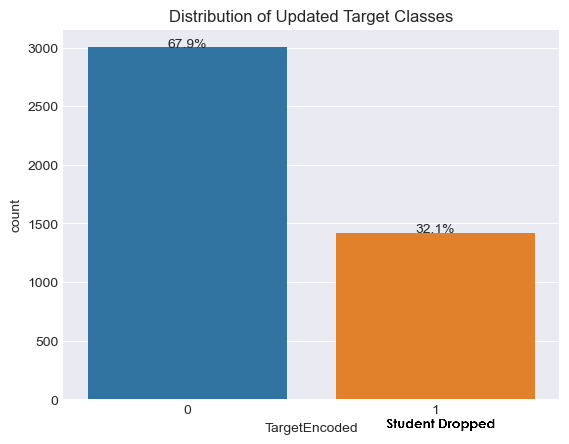 Distribution of Updated Target Classes
3000
2500
2000
1500
1000
500
0
count
67.9%
32.1%
0
1
TargetEncoded
Student Dropped